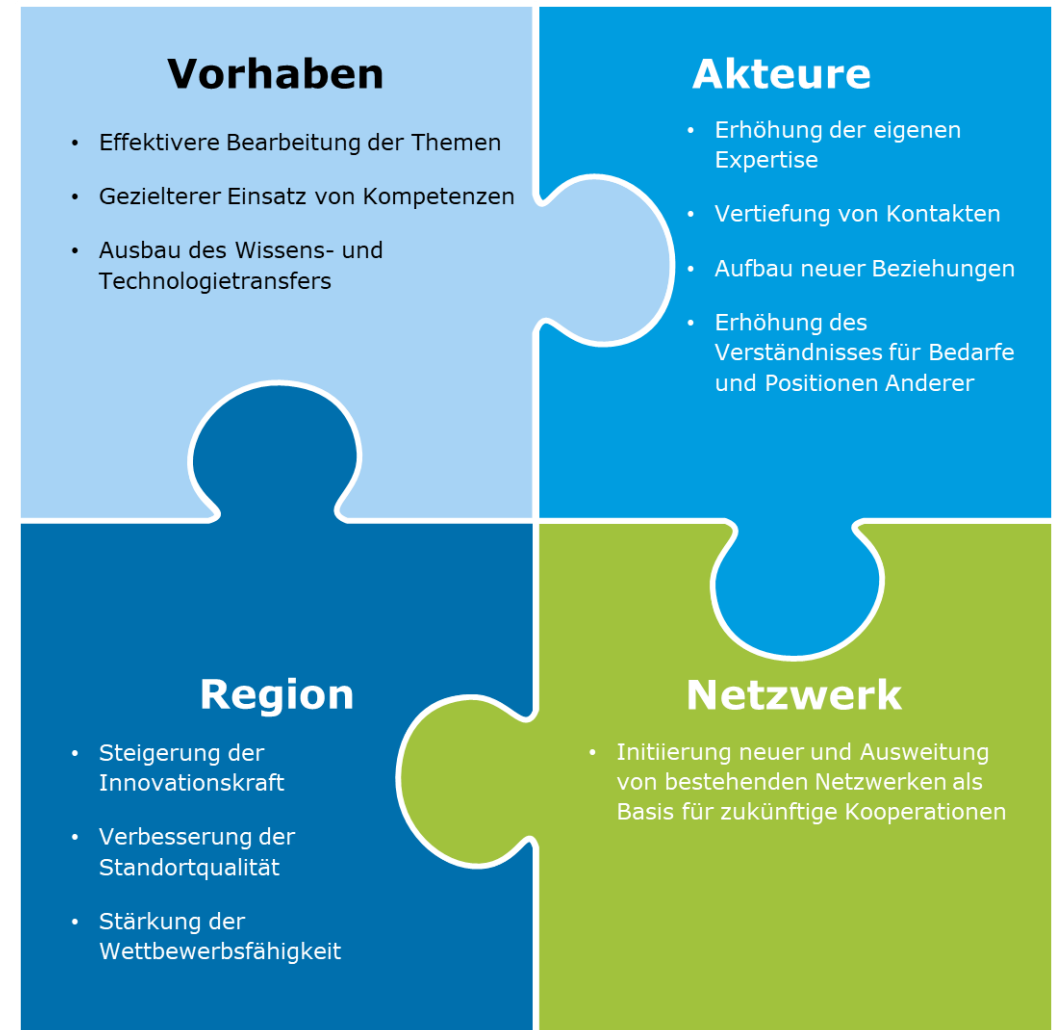 Vorhaben
• Effektivere Bearbeitung der Themen
• Gezielterer Einsatz von Kompetenzen
• Ausbau des Wissens- und
Technologietransfers
Akteure
• Erhöhung der eigenen
Expertise
• Vertiefung von Kontakten
• Aufbau neuer Beziehungen
• Erhöhung des
Verständnisses für Bedarfe
und Positionen Anderer
Region
• Steigerung der
Innovationskraft
• Verbesserung der
Standortqualität
• Stärkung der
Wettbewerbsfähigkeit
Netzwerk
• Initiierung neuer und Ausweitung
von bestehenden Netzwerken als
Basis für zukünftige Kooperationen